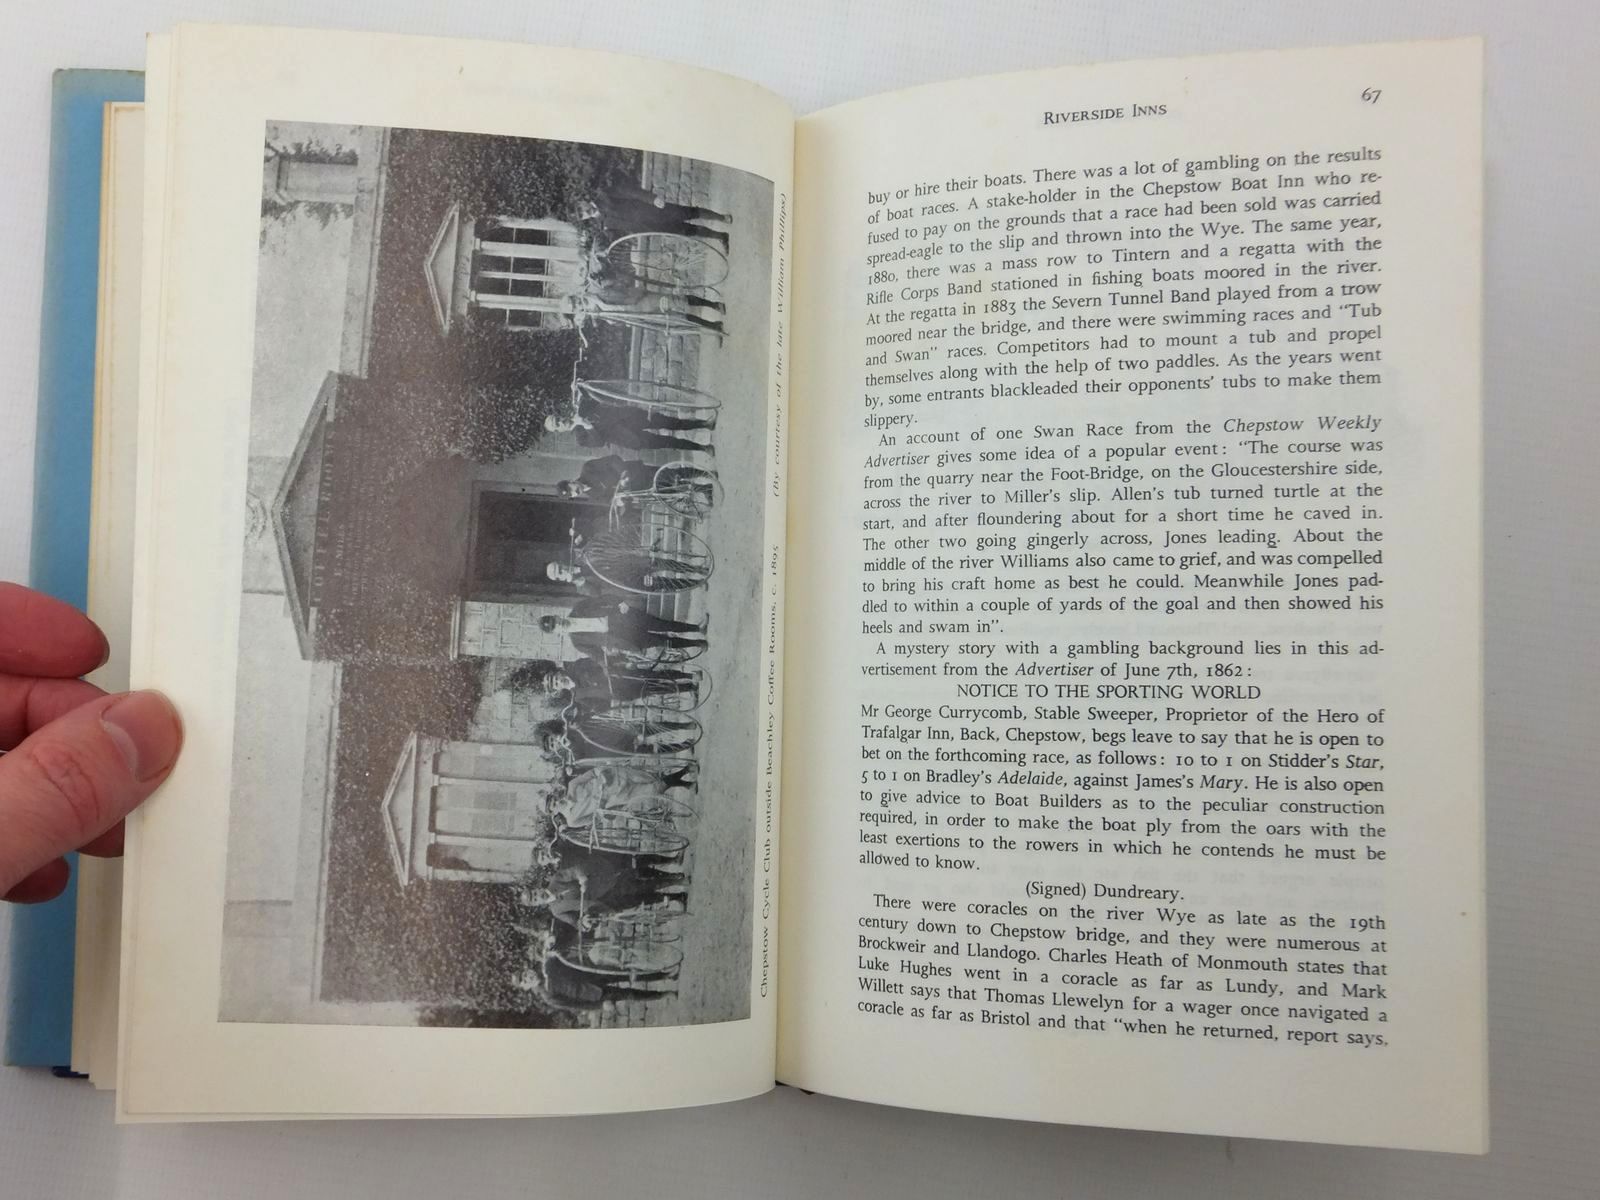 COFFEE ROOMS
Chepstow Cycle Club outside Beachley Coffee Rooms, c. 1895 (By courtesy of the late William Phillips)
RIVERSIDE INNS
67
buy or hire their boats. There was a lot of gambling on the results
of boat races. A stake-holder in the Chepstow Boat Inn who re-
fused to pay on the grounds that a race had been sold was carried
spread-eagle to the slip and thrown into the Wye. The same year,
1880, there was a mass row to Tintern and a regatta with the
Rifle Corps Band stationed in fishing boats moored in the river.
At the regatta in 1883 the Severn Tunnel Band played from a trow
moored near the bridge, and there were swimming races and "Tub
and Swan" races. Competitors had to mount a tub and propel
themselves along with the help of two paddles. As the years went
by, some entrants blackleaded their opponents' tubs to make them
slippery.
An account of one Swan Race from the Chepstow Weekly
Advertiser gives some idea of a popular event : "The course was
from the quarry near the Foot-Bridge, on the Gloucestershire side,
across the river to Miller's slip. Allen's tub turned turtle at the
start, and after floundering about for a short time he caved in.
The other two going gingerly across, Jones leading. About the
middle of the river Williams also came to grief, and was compelled
to bring his craft home as best he could. Meanwhile Jones pad-
dled to within a couple of yards of the goal and then showed his
heels and swam in".
A mystery story with a gambling background lies in this ad-
vertisement from the Advertiser of June 7th, 1862 :
NOTICE TO THE SPORTING WORLD
Mr George Currycomb, Stable Sweeper, Proprietor of the Hero of
Trafalgar Inn, Back, Chepstow, begs leave to say that he is open to
bet on the forthcoming race, as follows : 10 to 1 on Stidder's Star,
5 to 1 on Bradley's Adelaide, against James's Mary. He is also open
to give advice to Boat Builders as to the peculiar construction
required, in order to make the boat ply from the oars with the
least exertions to the rowers in which he contends he must be
allowed to know.
(Signed) Dundreary.
There were coracles on the river Wye as late as the 19th
century down to Chepstow bridge, and they were numerous at
Brockweir and Llandogo. Charles Heath of Monmouth states that
Luke Hughes went in a coracle as far as Lundy, and Mark
Willett says that Thomas Llewelyn for a wager once navigated a
coracle as far as Bristol and that "when he returned, report says,